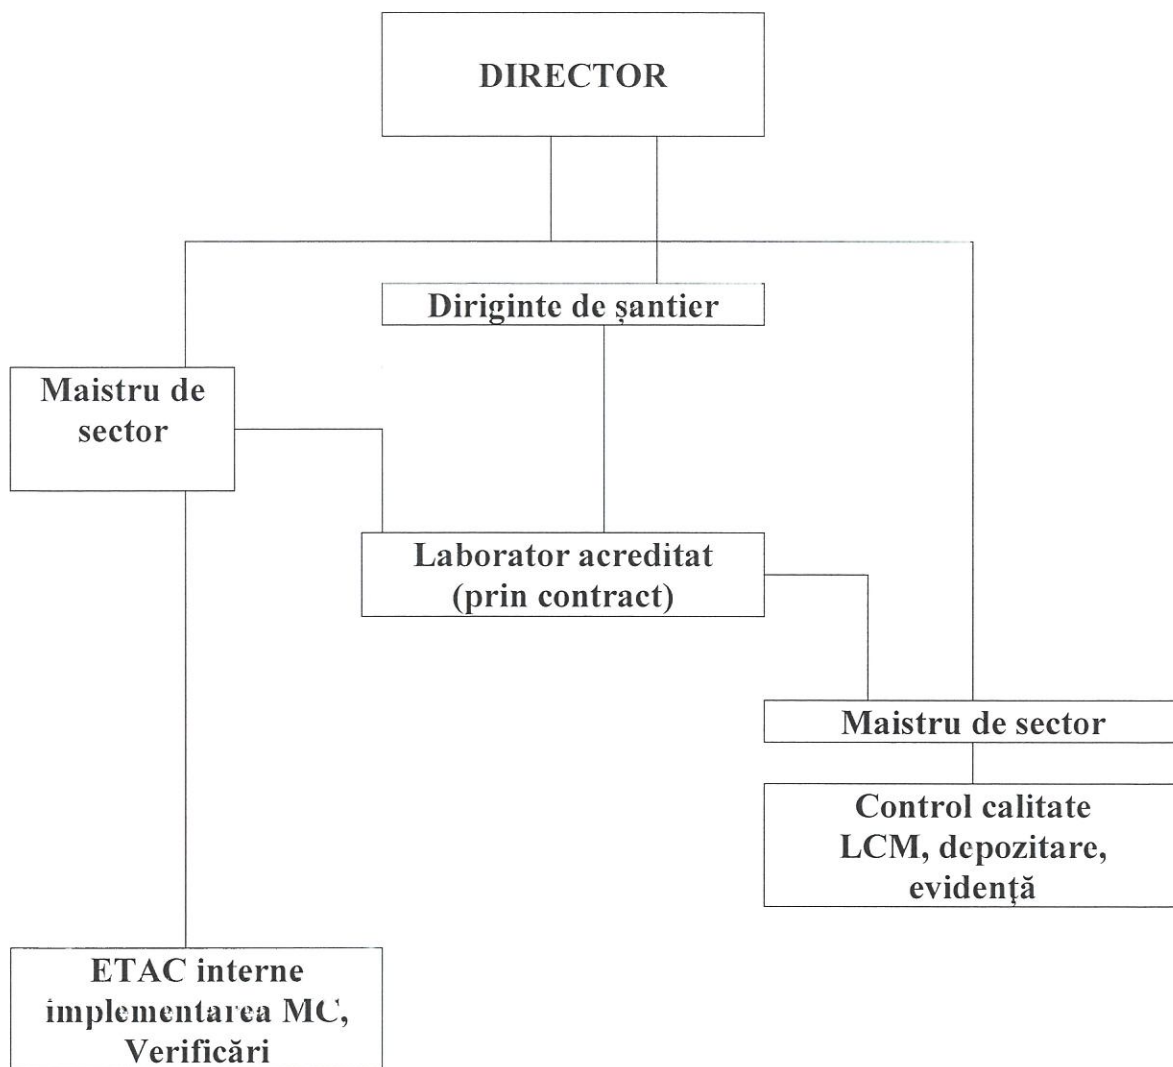 DIRECTOR
Diriginte de șantier
Maistru de
sector
Laborator acreditat
(prin contract)
Maistru de sector
Control calitate
LCM, depozitare,
evidenţă
ETAC interne
implementarea MC,
Verificări